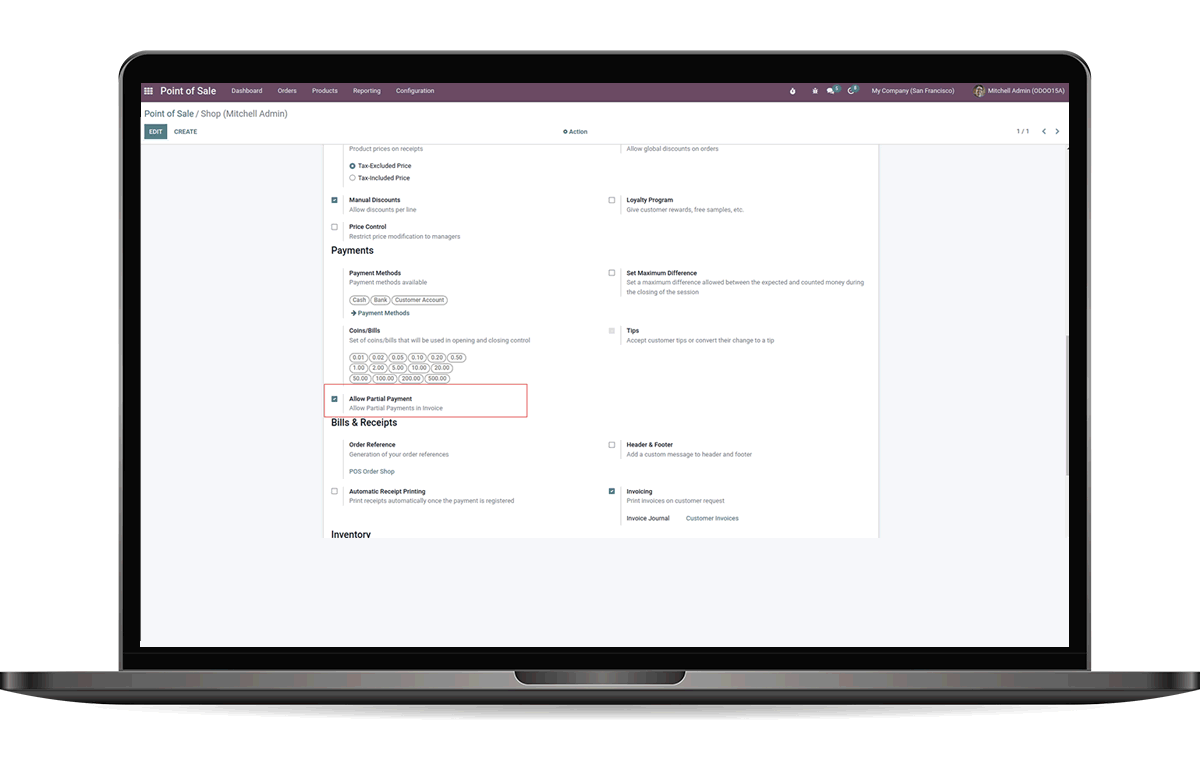 Point of Sale Dashboard Orders Products Reporting Configuration 5 8 My Company (San Francisco) Mitchell Admin (ODOO15A)
Point of Sale / Shop (Mitchell Admin)
EDIT CREATE Action 1 / 1
Product prices on receipts Allow global discounts on orders
Tax-Excluded Price
Tax-Included Price
Manual Discounts Loyalty Program
Allow discounts per line Give customer rewards, free samples, etc.
Price Control
Restrict price modification to managers
Payments
Payment Methods Set Maximum Difference
Payment methods available Set a maximum difference allowed between the expected and counted money during
the closing of the session
Cash Bank Customer Account
Payment Methods
Coins/Bills Tips
Set of coins/bills that will be used in opening and closing control Accept customer tips or convert their change to a tip
0.01 0.02 0.05 0.10 0.20 0.50
1.00 2.00 5.00 10.00 20.00
50.00 100.00 200.00 500.00
Allow Partial Payment
Allow Partial Payments in Invoice
Bills & Receipts
Order Reference Header & Footer
Generation of your order references Add a custom message to header and footer
POS Order Shop
Automatic Receipt Printing Invoicing
Print receipts automatically once the payment is registered Print invoices on customer request
Invoice Journal Customer Invoices
Inventory